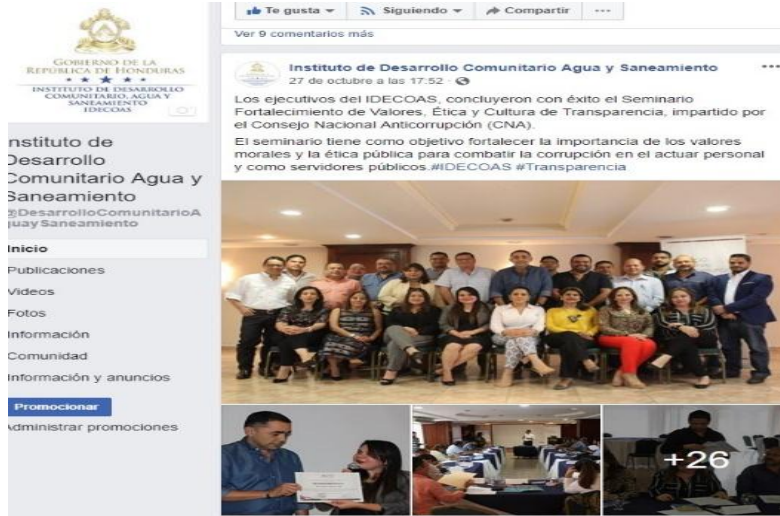 Te gusta Siguiendo Compartir ...
Ver 9 comentarios más
GOBIERNO DE LA
REPÚBLICA DE HONDURAS
INSTITUTO DE DESARROLLO
COMUNITARIO, AGUA Y
SANEAMIENTO
IDECOAS
nstituto de
Desarrollo
Comunitario Agua y
Saneamiento
@DesarrolloComunitarioA
guaySaneamiento
Inicio
Publicaciones
Videos
Fotos
Información
Comunidad
Información y anuncios
Promocionar
Administrar promociones
Instituto de Desarrollo Comunitario Agua y Saneamiento ...
27 de octubre a las 17:52 ·
Los ejecutivos del IDECOAS, concluyeron con éxito el Seminario
Fortalecimiento de Valores, Ética y Cultura de Transparencia, impartido por
el Consejo Nacional Anticorrupción (CNA).
El seminario tiene como objetivo fortalecer la importancia de los valores
morales y la ética pública para combatir la corrupción en el actuar personal
y como servidores públicos.#IDECOAS #Transparencia
+26